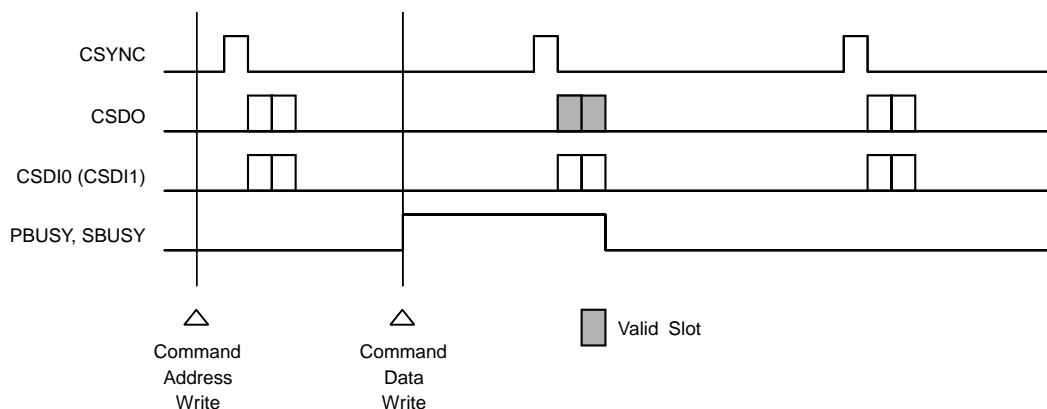 CSYNC
CSDO
CSDI0 (CSDI1)
PBUSY, SBUSY
Command
Address
Write
Command
Data
Write
Valid Slot